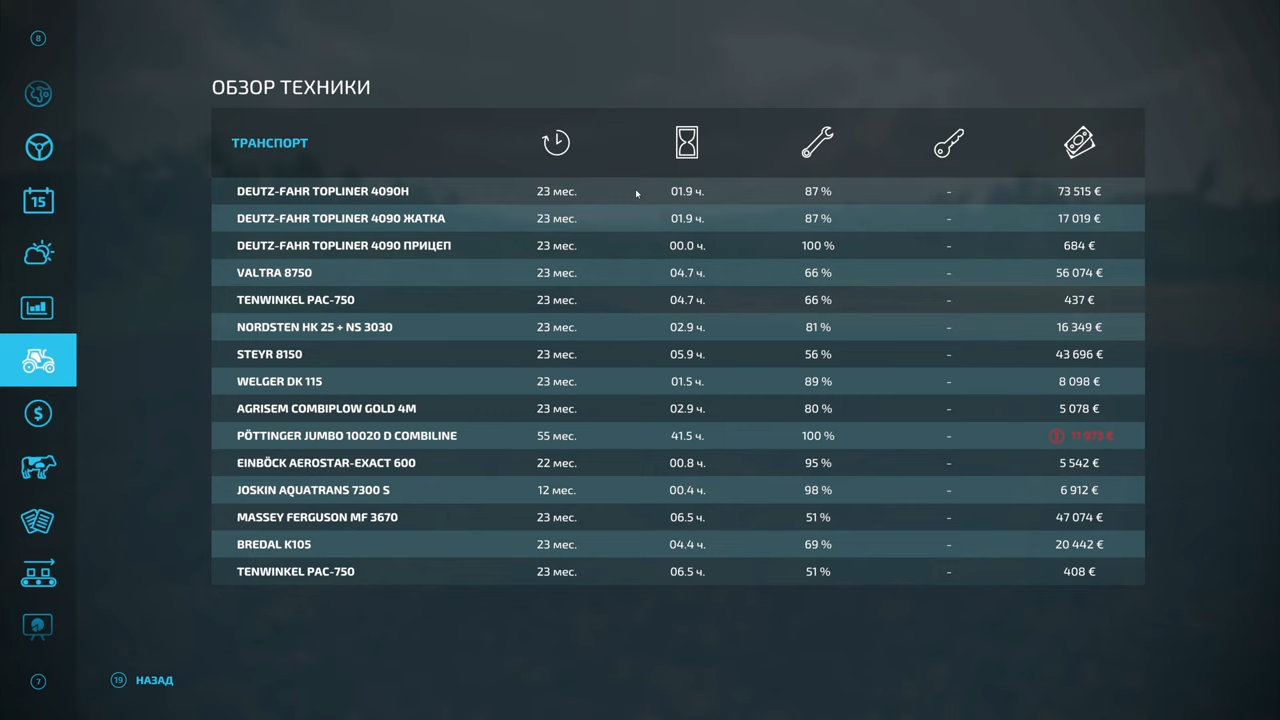 8
ОБЗОР ТЕХНИКИ
ТРАНСПОРТ
15
DEUTZ-FAHR TOPLINER 4090H 23 мес. 01.9 ч. 87 % - 73 515 €
DEUTZ-FAHR TOPLINER 4090 ЖАТКА 23 мес. 01.9 ч. 87 % - 17 019 €
DEUTZ-FAHR TOPLINER 4090 ПРИЦЕП 23 мес. 00.0 ч. 100 % - 684 €
VALTRA 8750 23 мес. 04.7 ч. 66 % - 56 074 €
TENWINKEL PAC-750 23 мес. 04.7 ч. 66 % - 437 €
NORDSTEN HK 25 + NS 3030 23 мес. 02.9 ч. 81 % - 16 349 €
STEYR 8150 23 мес. 05.9 ч. 56 % - 43 696 €
WELGER DK 115 23 мес. 01.5 ч. 89 % - 8 098 €
AGRISEM COMBIPLOW GOLD 4M 23 мес. 02.9 ч. 80 % - 5 078 €
PÖTTINGER JUMBO 10020 D COMBILINE 55 мес. 41.5 ч. 100 % - 11 973 €
EINBÖCK AEROSTAR-EXACT 600 22 мес. 00.8 ч. 95 % - 5 542 €
JOSKIN AQUATRANS 7300 S 12 мес. 00.4 ч. 98 % - 6 912 €
MASSEY FERGUSON MF 3670 23 мес. 06.5 ч. 51 % - 47 074 €
BREDAL K105 23 мес. 04.4 ч. 69 % - 20 442 €
TENWINKEL PAC-750 23 мес. 06.5 ч. 51 % - 408 €
7
19 НАЗАД